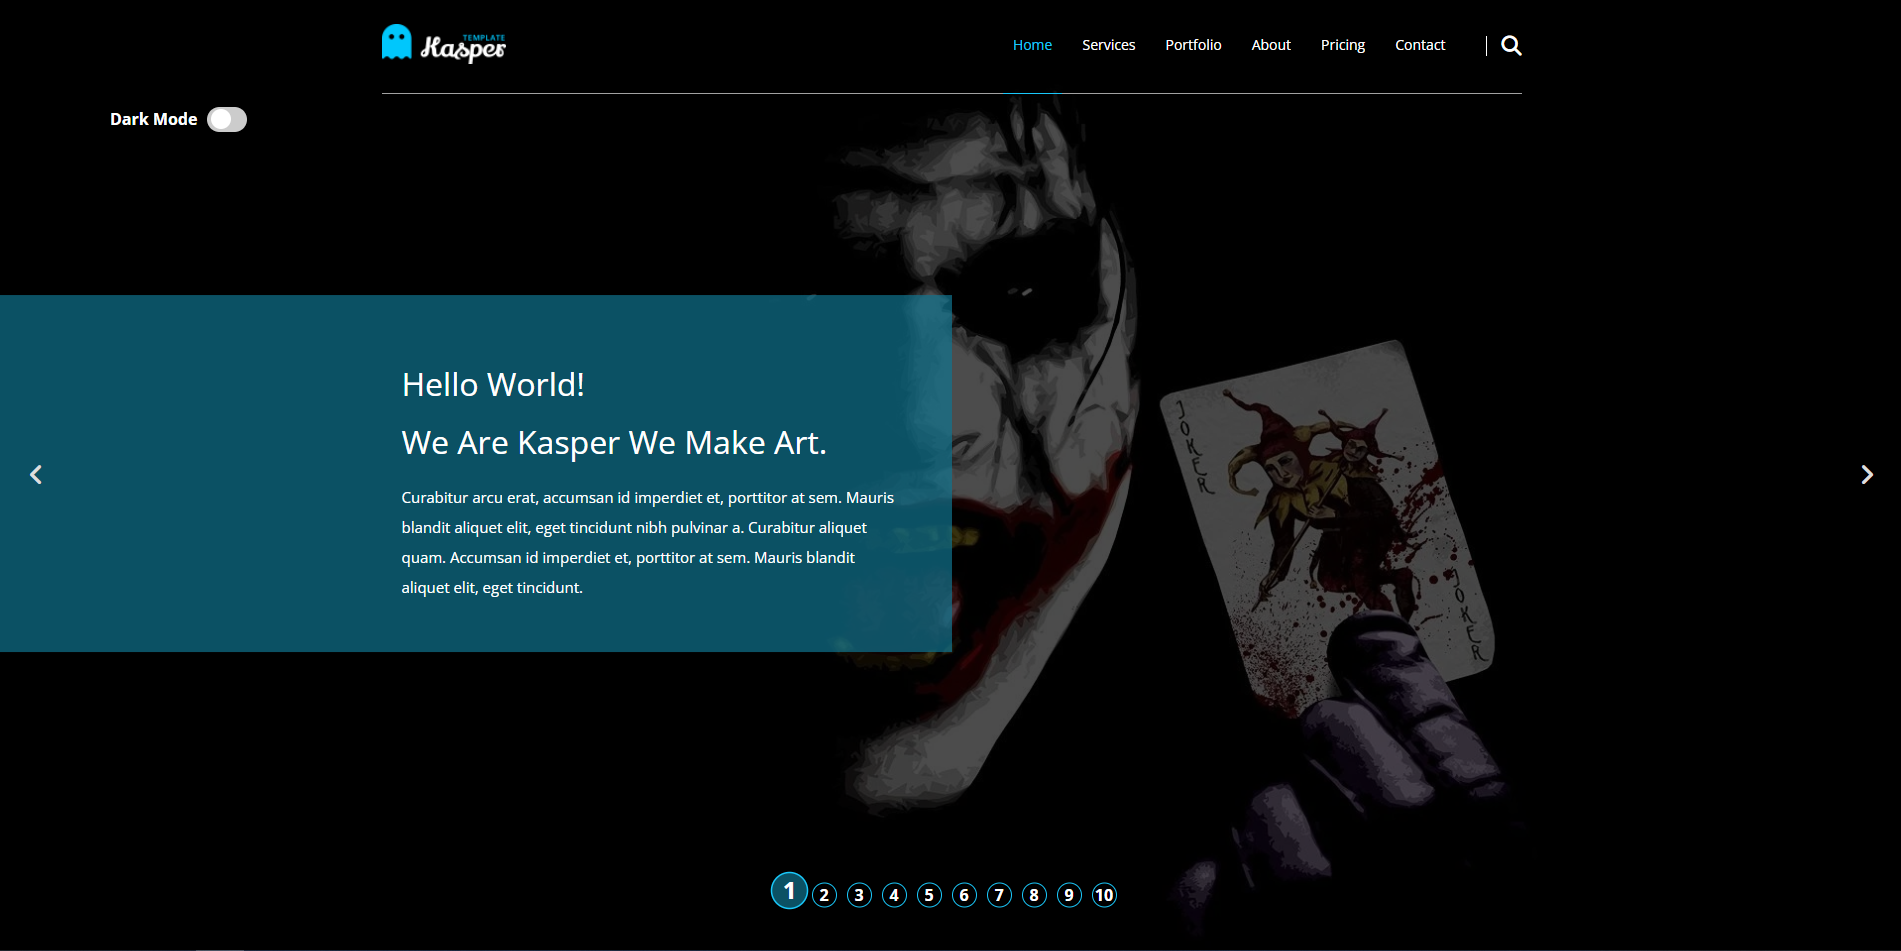 TEMPLATE
Kasper
Home Services Portfolio About Pricing Contact
Dark Mode
Hello World!
We Are Kasper We Make Art.
Curabitur arcu erat, accumsan id imperdiet et, porttitor at sem. Mauris
blandit aliquet elit, eget tincidunt nibh pulvinar a. Curabitur aliquet
quam. Accumsan id imperdiet et, porttitor at sem. Mauris blandit
aliquet elit, eget tincidunt.
JOKER
JOKER
1 2 3 4 5 6 7 8 9 10